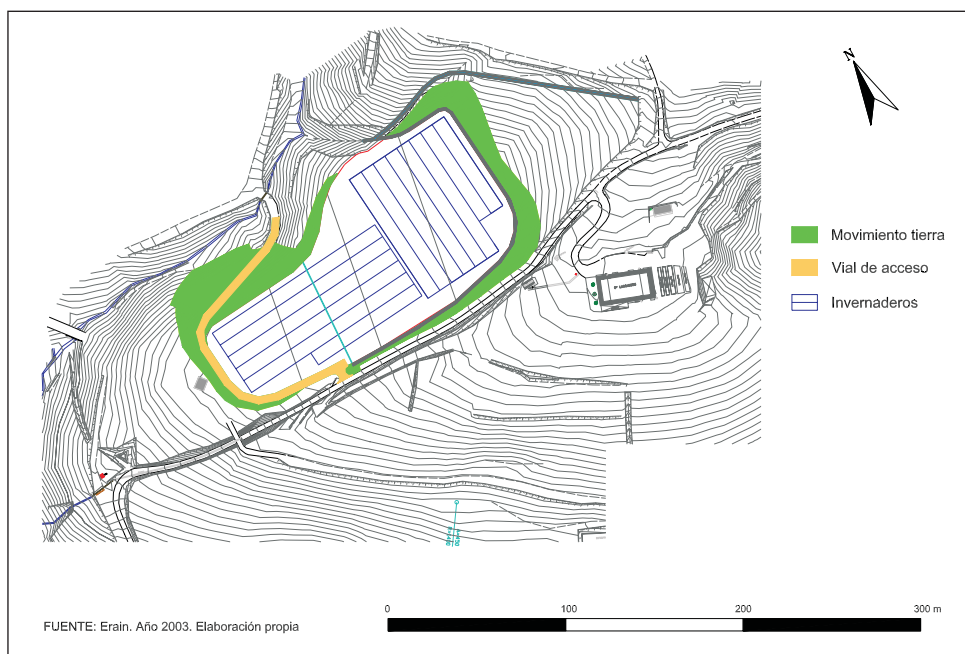 N
Movimiento tierra
Vial de acceso
Invernaderos
0
100
200
300 m
FUENTE: Erain. Año 2003. Elaboración propia